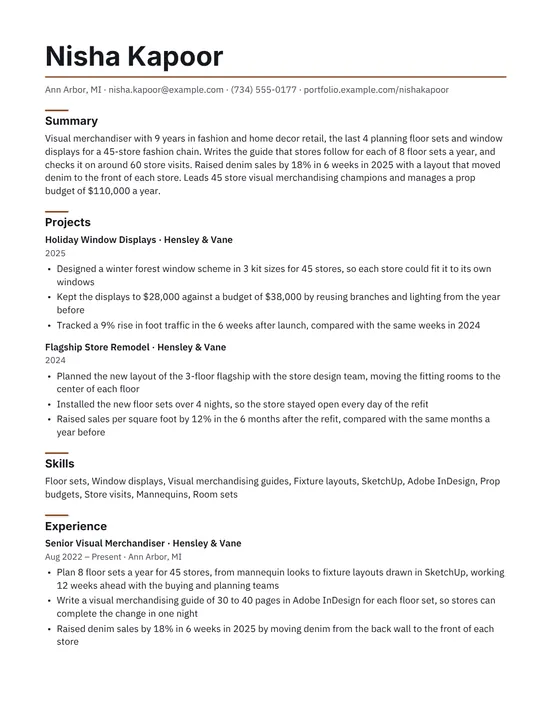 Nisha Kapoor
Ann Arbor, MI · nisha.kapoor@example.com · (734) 555-0177 · portfolio.example.com/nishakapoor
Summary
Visual merchandiser with 9 years in fashion and home decor retail, the last 4 planning floor sets and window
displays for a 45-store fashion chain. Writes the guide that stores follow for each of 8 floor sets a year, and
checks it on around 60 store visits. Raised denim sales by 18% in 6 weeks in 2025 with a layout that moved
denim to the front of each store. Leads 45 store visual merchandising champions and manages a prop
budget of $110,000 a year.
Projects
Holiday Window Displays · Hensley & Vane
2025
• Designed a winter forest window scheme in 3 kit sizes for 45 stores, so each store could fit it to its own
windows
• Kept the displays to $28,000 against a budget of $38,000 by reusing branches and lighting from the year
before
• Tracked a 9% rise in foot traffic in the 6 weeks after launch, compared with the same weeks in 2024
Flagship Store Remodel · Hensley & Vane
2024
• Planned the new layout of the 3-floor flagship with the store design team, moving the fitting rooms to the
center of each floor
• Installed the new floor sets over 4 nights, so the store stayed open every day of the refit
• Raised sales per square foot by 12% in the 6 months after the refit, compared with the same months a
year before
Skills
Floor sets, Window displays, Visual merchandising guides, Fixture layouts, SketchUp, Adobe InDesign, Prop
budgets, Store visits, Mannequins, Room sets
Experience
Senior Visual Merchandiser · Hensley & Vane
Aug 2022 – Present · Ann Arbor, MI
• Plan 8 floor sets a year for 45 stores, from mannequin looks to fixture layouts drawn in SketchUp, working
12 weeks ahead with the buying and planning teams
• Write a visual merchandising guide of 30 to 40 pages in Adobe InDesign for each floor set, so stores can
complete the change in one night
• Raised denim sales by 18% in 6 weeks in 2025 by moving denim from the back wall to the front of each
store